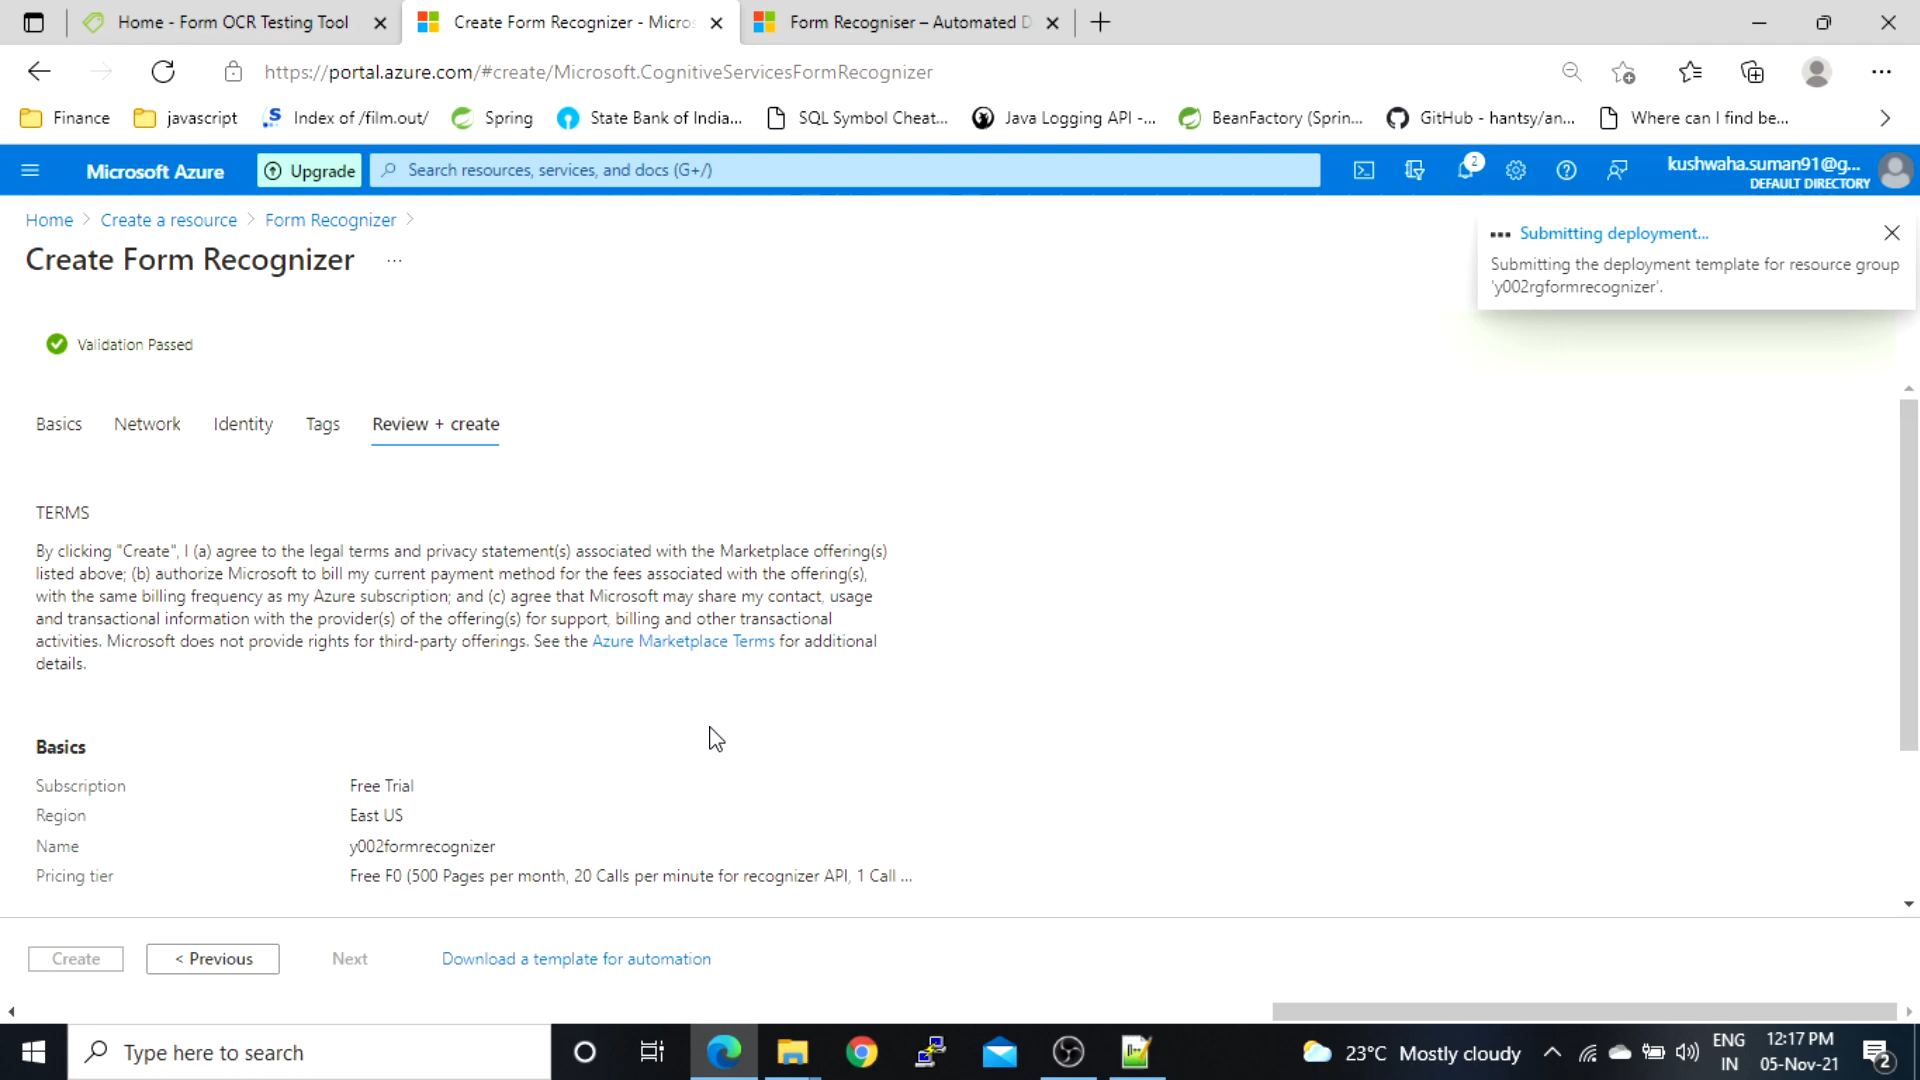 Home - Form OCR Testing Tool
Create Form Recognizer - Micros
Form Recogniser – Automated D
https://portal.azure.com/#create/Microsoft.CognitiveServicesFormRecognizer
Finance
javascript
Index of /film.out/
Spring
State Bank of India...
SQL Symbol Cheat...
Java Logging API -...
BeanFactory (Sprin...
GitHub - hantsy/an...
Where can I find be...
Microsoft Azure
Upgrade
Search resources, services, and docs (G+/)
2
kushwaha.suman91@g...
DEFAULT DIRECTORY
Home > Create a resource > Form Recognizer >
Create Form Recognizer ...
Submitting deployment...
Submitting the deployment template for resource group
'y002rgformrecognizer'.
Validation Passed
Basics
Network
Identity
Tags
Review + create
TERMS
By clicking "Create", I (a) agree to the legal terms and privacy statement(s) associated with the Marketplace offering(s)
listed above; (b) authorize Microsoft to bill my current payment method for the fees associated with the offering(s),
with the same billing frequency as my Azure subscription; and (c) agree that Microsoft may share my contact, usage
and transactional information with the provider(s) of the offering(s) for support, billing and other transactional
activities. Microsoft does not provide rights for third-party offerings. See the Azure Marketplace Terms for additional
details.
Basics
Subscription Free Trial
Region East US
Name y002formrecognizer
Pricing tier Free F0 (500 Pages per month, 20 Calls per minute for recognizer API, 1 Call ...
Create
< Previous
Next
Download a template for automation
Type here to search
23°C Mostly cloudy
ENG
IN
12:17 PM
05-Nov-21
2